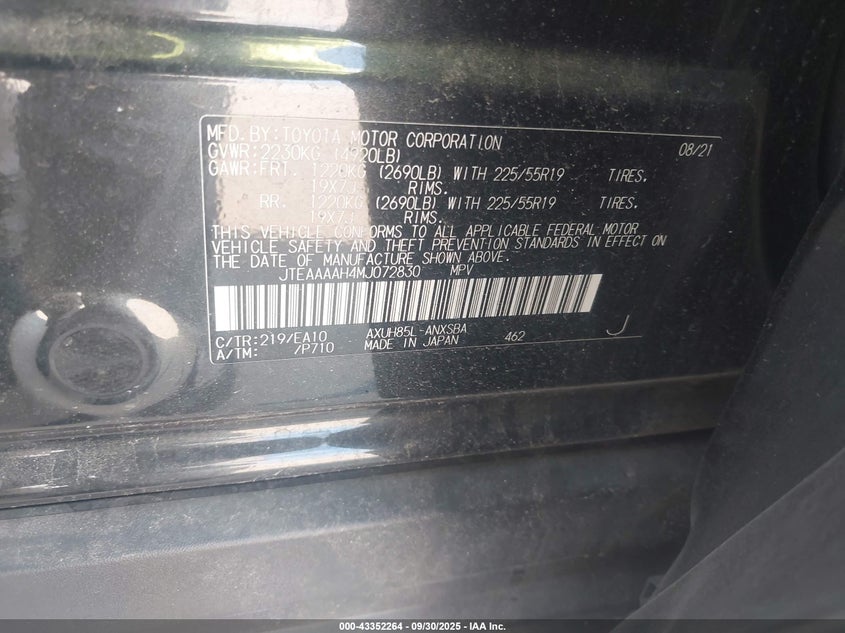 MFD.BY:TOYOTA MOTOR CORPORATION 08/21
GVWR:2230KG (4920LB)
GAWR:FRT. 1220KG (2690LB) WITH 225/55R19 TIRES.
19X7J RIMS.
RR. 1220KG (2690LB) WITH 225/55R19 TIRES.
19X7J RIMS.
THIS VEHICLE CONFORMS TO ALL APPLICABLE FEDERAL MOTOR
VEHICLE SAFETY AND THEFT PREVENTION STANDARDS IN EFFECT ON
THE DATE OF MANUFACTURE SHOWN ABOVE.
JTEAAAAH4MJ072830 MPV
C/TR:219/EA10 AXUH85L-ANXSBA 462 J
A/TM: /P710 MADE IN JAPAN
000-43352264 - 09/30/2025 - IAA Inc.